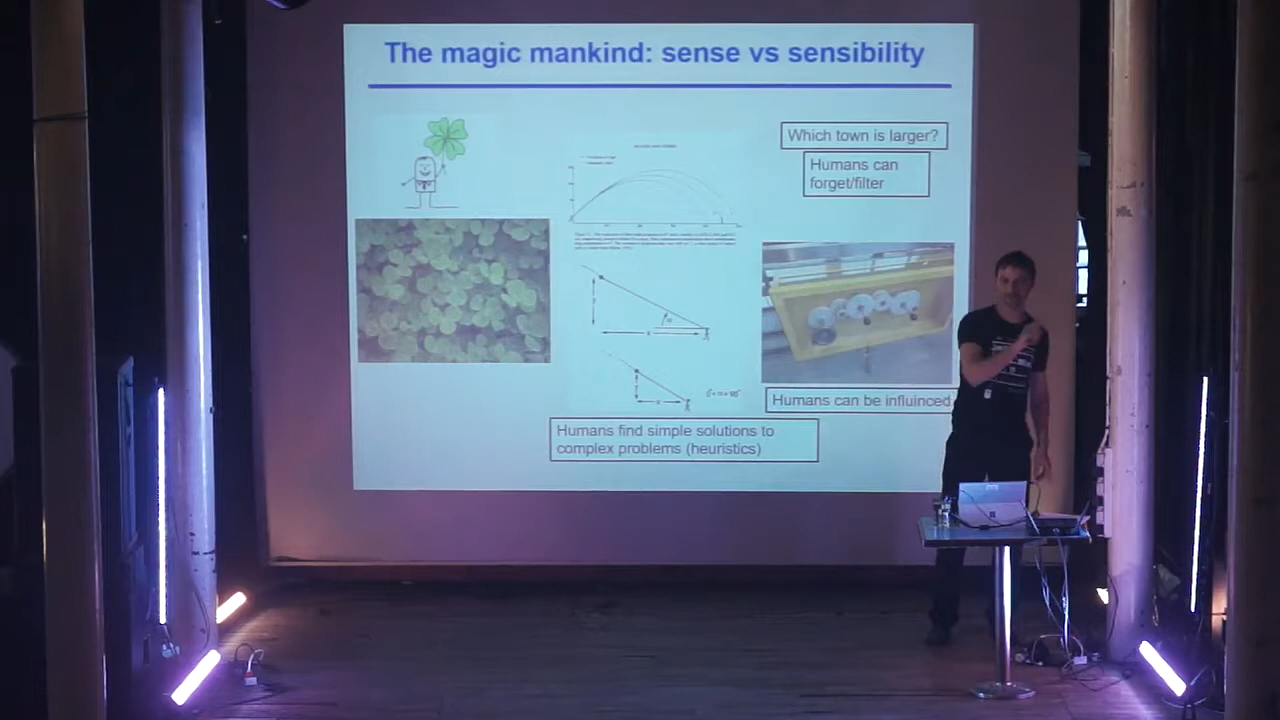 The magic mankind: sense vs sensibility
Which town is larger?
Humans can
forget/filter
Humans can be influinced
Humans find simple solutions to
complex problems (heuristics)